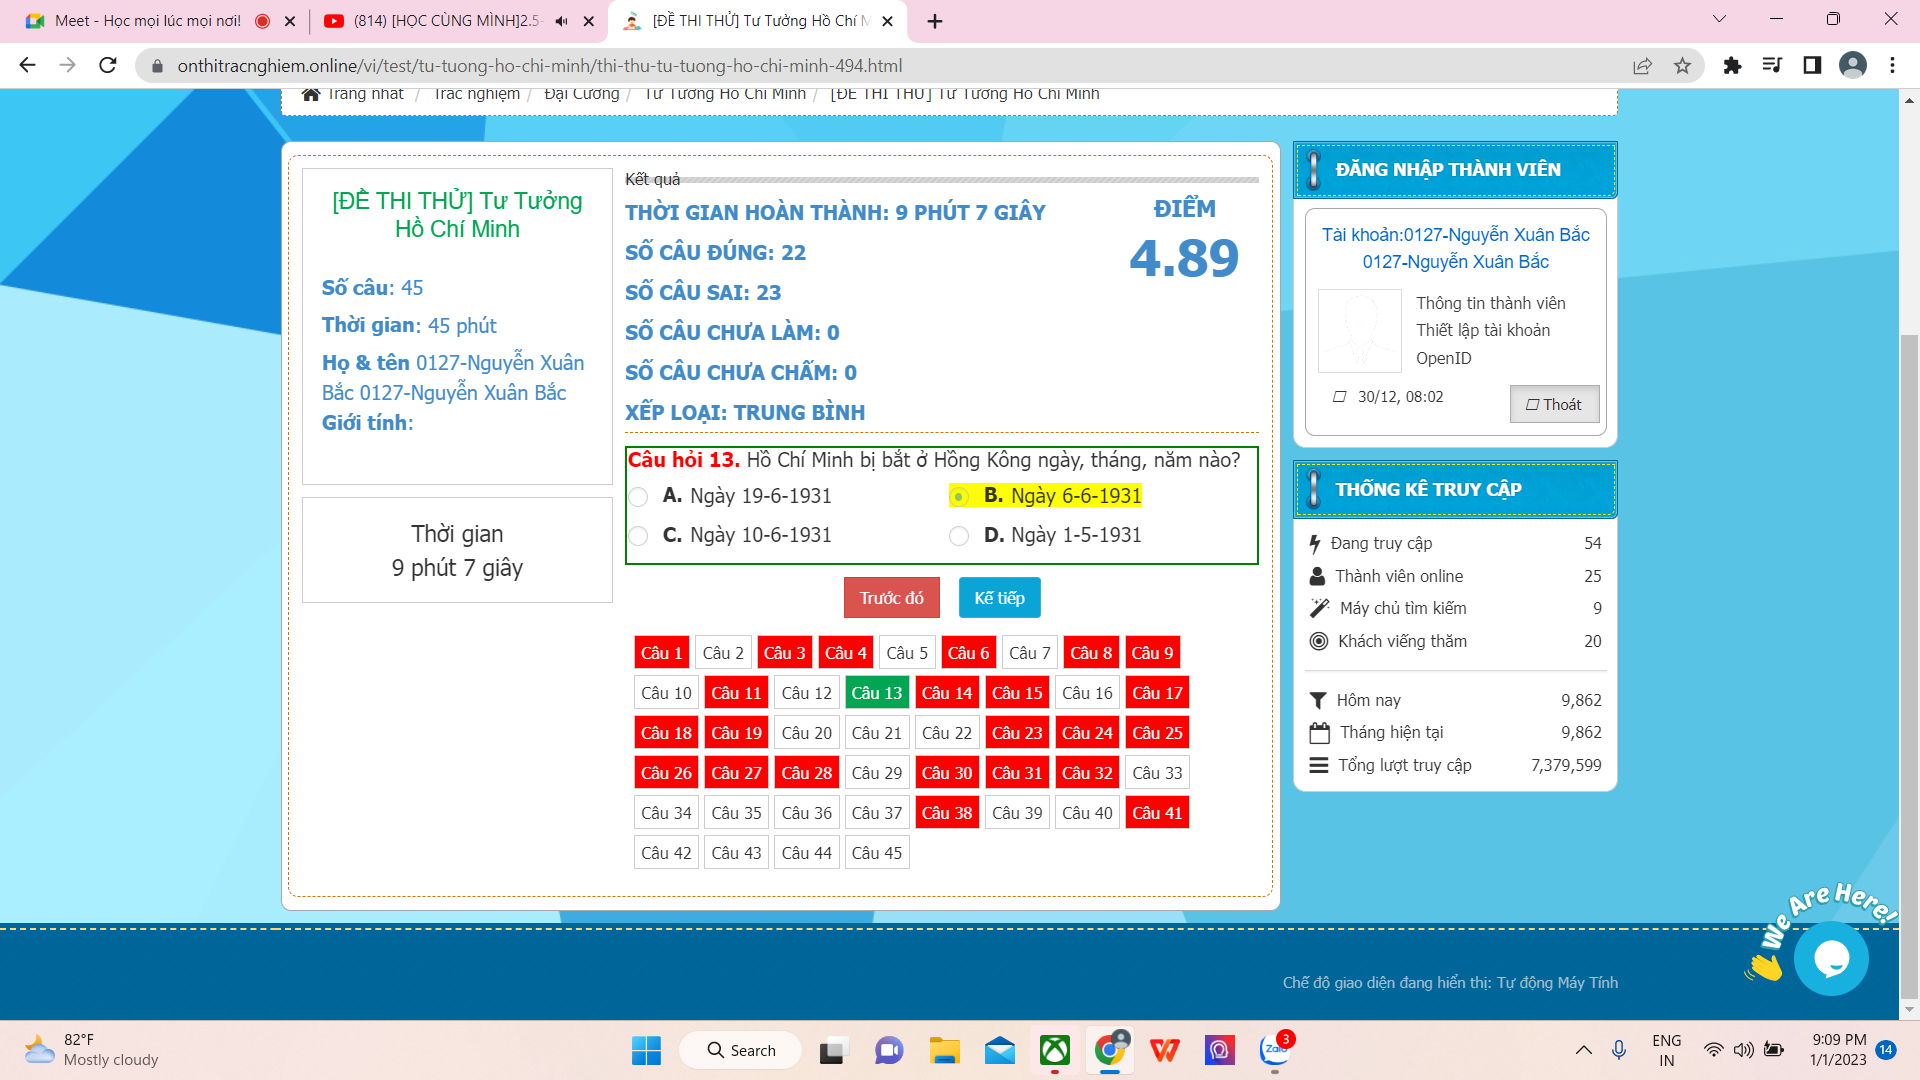 Meet - Học mọi lúc mọi nơi!
(814) [HỌC CÙNG MÌNH]2.5-
[ĐỀ THI THỬ] Tư Tưởng Hồ Chí M
onthitracnghiem.online/vi/test/tu-tuong-ho-chi-minh/thi-thu-tu-tuong-ho-chi-minh-494.html
Trang nhất / Trắc nghiệm / Đại Cương / Tư Tưởng Hồ Chí Minh / [ĐỀ THI THỬ] Tư Tưởng Hồ Chí Minh
[ĐỀ THI THỬ] Tư Tưởng
Hồ Chí Minh
Số câu: 45
Thời gian: 45 phút
Họ & tên 0127-Nguyễn Xuân
Bắc 0127-Nguyễn Xuân Bắc
Giới tính:
Thời gian
9 phút 7 giây
Kết quả
THỜI GIAN HOÀN THÀNH: 9 PHÚT 7 GIÂY
SỐ CÂU ĐÚNG: 22
SỐ CÂU SAI: 23
SỐ CÂU CHƯA LÀM: 0
SỐ CÂU CHƯA CHẤM: 0
XẾP LOẠI: TRUNG BÌNH
ĐIỂM
4.89
Câu hỏi 13. Hồ Chí Minh bị bắt ở Hồng Kông ngày, tháng, năm nào?
A. Ngày 19-6-1931
B. Ngày 6-6-1931
C. Ngày 10-6-1931
D. Ngày 1-5-1931
Trước đó
Kế tiếp
Câu 1 Câu 2 Câu 3 Câu 4 Câu 5 Câu 6 Câu 7 Câu 8 Câu 9
Câu 10 Câu 11 Câu 12 Câu 13 Câu 14 Câu 15 Câu 16 Câu 17
Câu 18 Câu 19 Câu 20 Câu 21 Câu 22 Câu 23 Câu 24 Câu 25
Câu 26 Câu 27 Câu 28 Câu 29 Câu 30 Câu 31 Câu 32 Câu 33
Câu 34 Câu 35 Câu 36 Câu 37 Câu 38 Câu 39 Câu 40 Câu 41
Câu 42 Câu 43 Câu 44 Câu 45
ĐĂNG NHẬP THÀNH VIÊN
Tài khoản:0127-Nguyễn Xuân Bắc
0127-Nguyễn Xuân Bắc
Thông tin thành viên
Thiết lập tài khoản
OpenID
30/12, 08:02
Thoát
THỐNG KÊ TRUY CẬP
Đang truy cập 54
Thành viên online 25
Máy chủ tìm kiếm 9
Khách viếng thăm 20
Hôm nay 9,862
Tháng hiện tại 9,862
Tổng lượt truy cập 7,379,599
We Are Here!
Chế độ giao diện đang hiển thị: Tự động Máy Tính
82°F
Mostly cloudy
Search
Zalo
3
ENG
IN
9:09 PM
1/1/2023
14